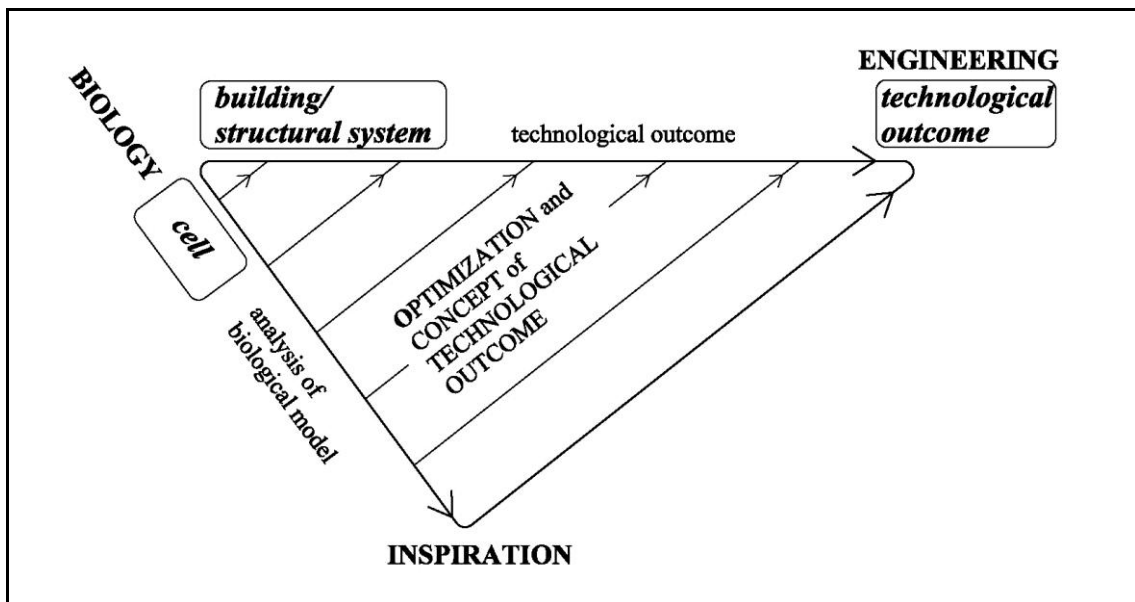 BIOLOGY
cell
building/
structural system
technological outcome
ENGINEERING
technological
outcome
analysis of
biological model
OPTIMIZATION and
CONCEPT of
TECHNOLOGICAL
OUTCOME
INSPIRATION